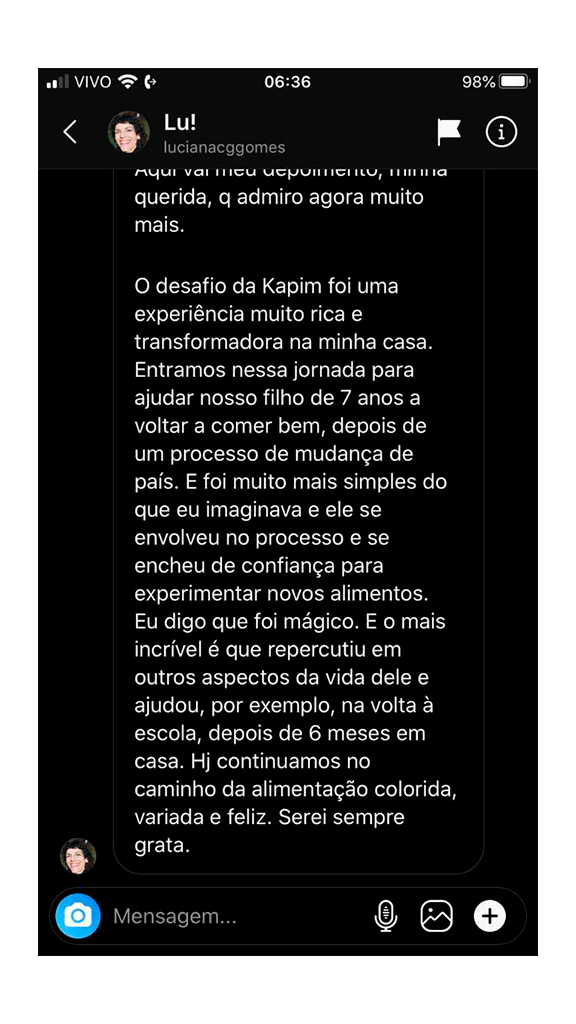 VIVO
06:36
98%
Lu!
lucianacggomes
Aqui vai meu depoimento, minha
querida, q admiro agora muito
mais.
O desafio da Kapim foi uma
experiência muito rica e
transformadora na minha casa.
Entramos nessa jornada para
ajudar nosso filho de 7 anos a
voltar a comer bem, depois de
um processo de mudança de
país. E foi muito mais simples do
que eu imaginava e ele se
envolveu no processo e se
encheu de confiança para
experimentar novos alimentos.
Eu digo que foi mágico. E o mais
incrível é que repercutiu em
outros aspectos da vida dele e
ajudou, por exemplo, na volta à
escola, depois de 6 meses em
casa. Hj continuamos no
caminho da alimentação colorida,
variada e feliz. Serei sempre
grata.
Mensagem...